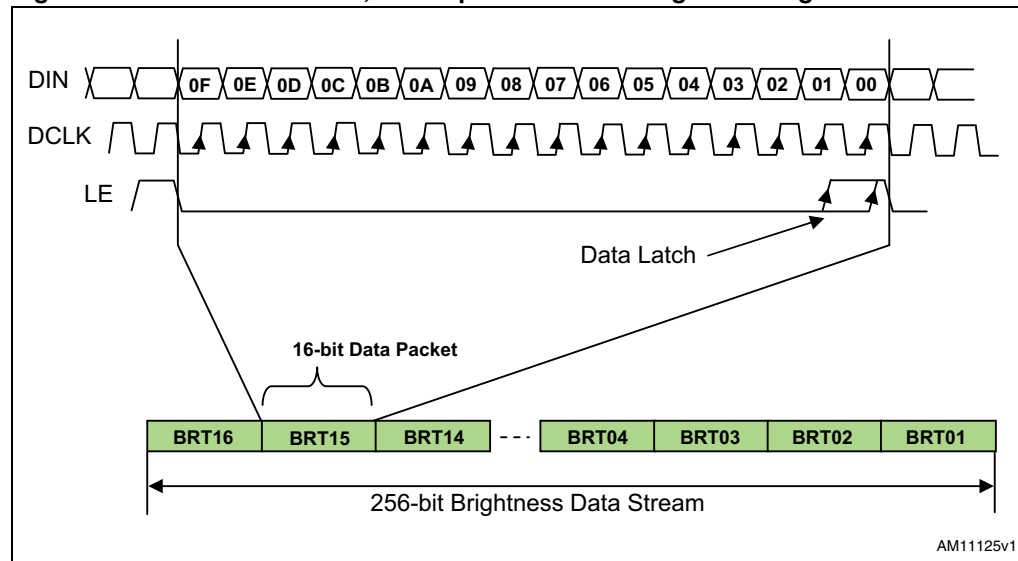 DIN 0F 0E 0D 0C 0B 0A 09 08 07 06 05 04 03 02 01 00
DCLK
LE
Data Latch
16-bit Data Packet
BRT16 BRT15 BRT14 --- BRT04 BRT03 BRT02 BRT01
256-bit Brightness Data Stream
AM11125v1